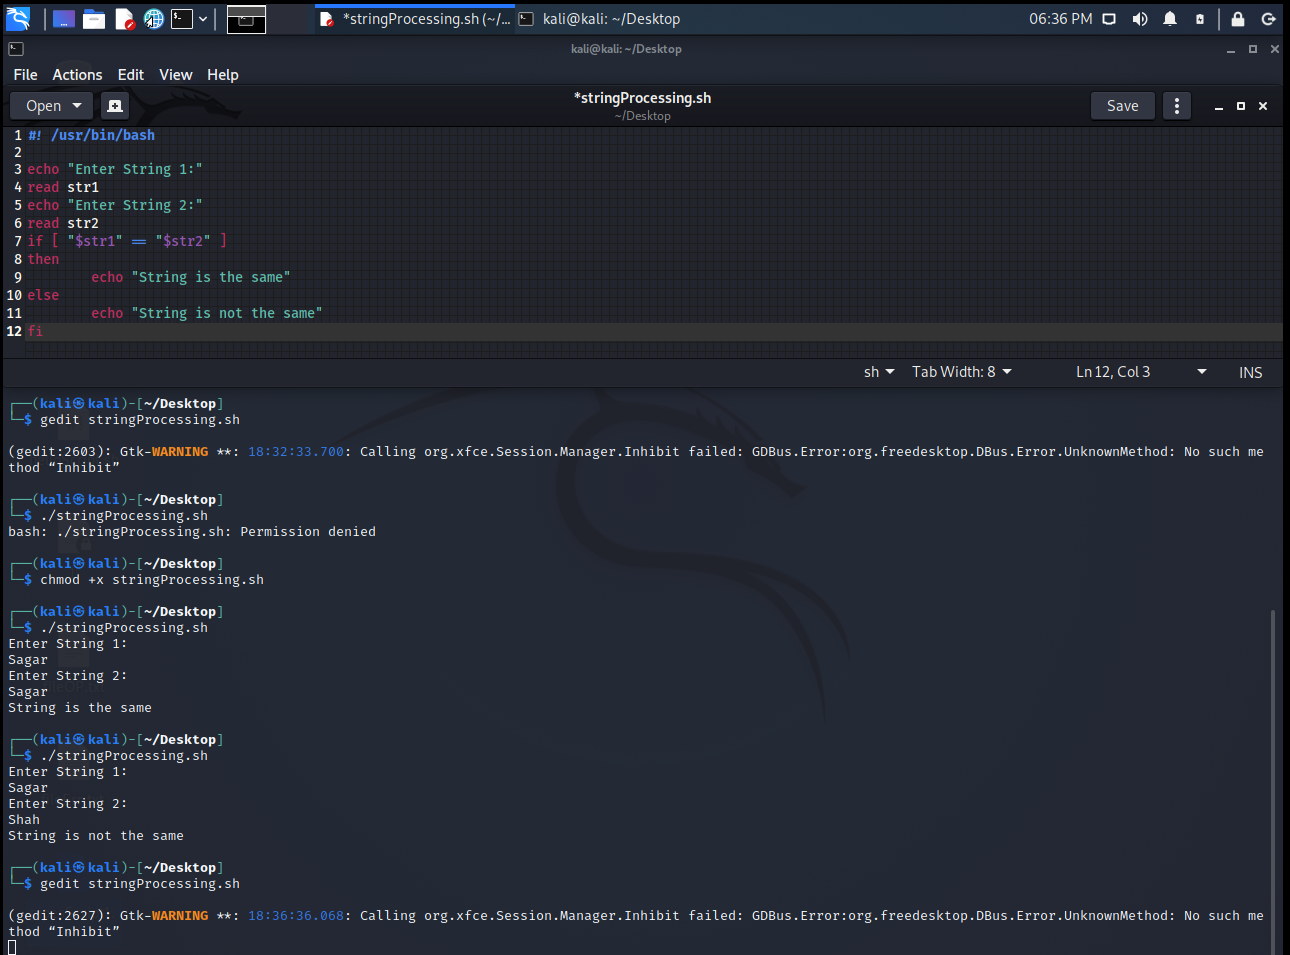 *stringProcessing.sh (~/... kali@kali: ~/Desktop 06:36 PM
kali@kali: ~/Desktop
File Actions Edit View Help
Open *stringProcessing.sh Save
~/Desktop
1 #! /usr/bin/bash
2
3 echo "Enter String 1:"
4 read str1
5 echo "Enter String 2:"
6 read str2
7 if [ "$str1" == "$str2" ]
8 then
9 echo "String is the same"
10 else
11 echo "String is not the same"
12 fi
sh Tab Width: 8 Ln 12, Col 3 INS
┌──(kali㉿kali)-[~/Desktop]
└─$ gedit stringProcessing.sh
(gedit:2603): Gtk-WARNING **: 18:32:33.700: Calling org.xfce.Session.Manager.Inhibit failed: GDBus.Error:org.freedesktop.DBus.Error.UnknownMethod: No such me
thod “Inhibit”
┌──(kali㉿kali)-[~/Desktop]
└─$ ./stringProcessing.sh
bash: ./stringProcessing.sh: Permission denied
┌──(kali㉿kali)-[~/Desktop]
└─$ chmod +x stringProcessing.sh
┌──(kali㉿kali)-[~/Desktop]
└─$ ./stringProcessing.sh
Enter String 1:
Sagar
Enter String 2:
Sagar
String is the same
┌──(kali㉿kali)-[~/Desktop]
└─$ ./stringProcessing.sh
Enter String 1:
Sagar
Enter String 2:
Shah
String is not the same
┌──(kali㉿kali)-[~/Desktop]
└─$ gedit stringProcessing.sh
(gedit:2627): Gtk-WARNING **: 18:36:36.068: Calling org.xfce.Session.Manager.Inhibit failed: GDBus.Error:org.freedesktop.DBus.Error.UnknownMethod: No such me
thod “Inhibit”